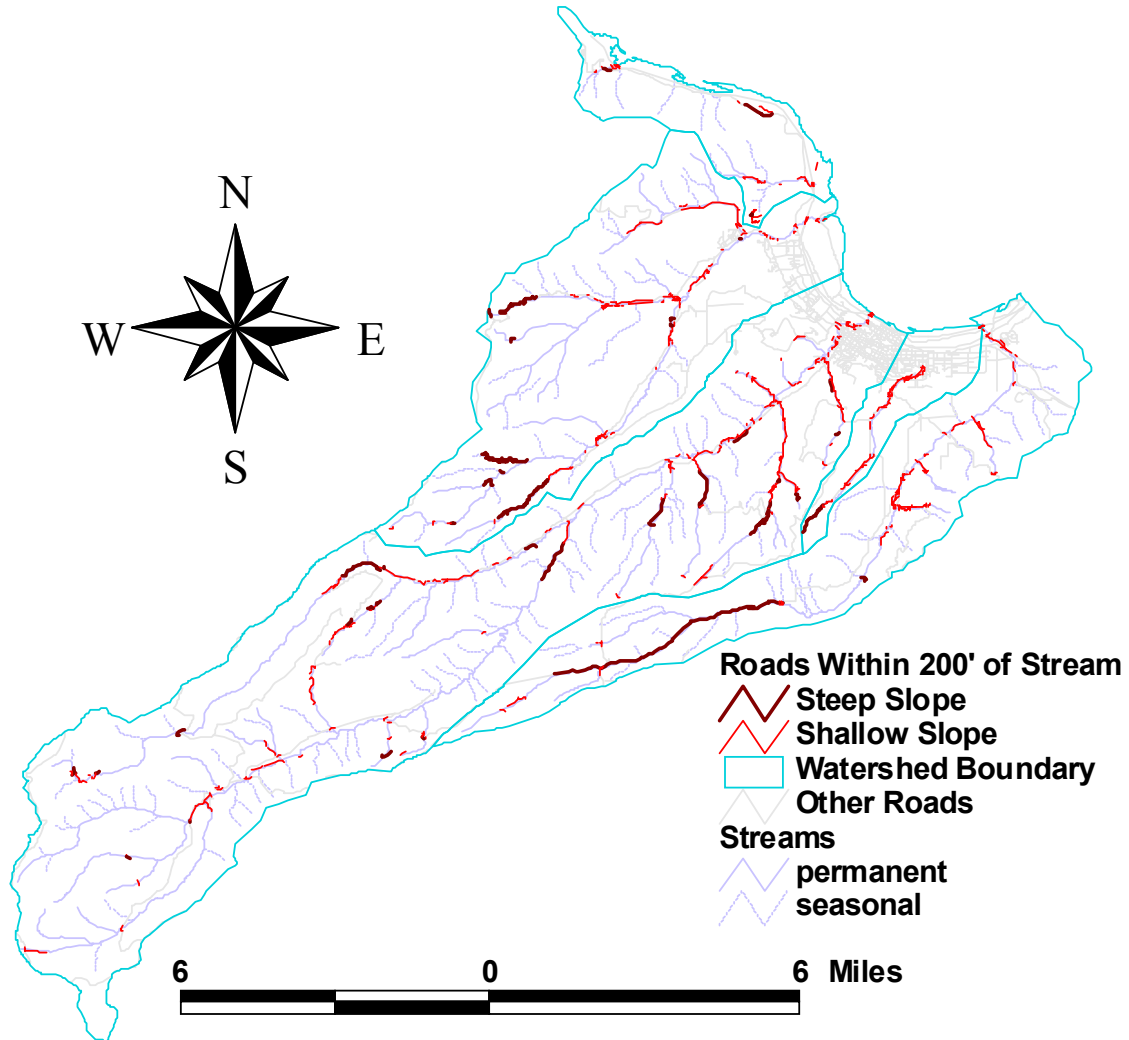 N
W
E
S
Roads Within 200' of Stream
Steep Slope
Shallow Slope
Watershed Boundary
Other Roads
Streams
permanent
seasonal
6 0 6 Miles